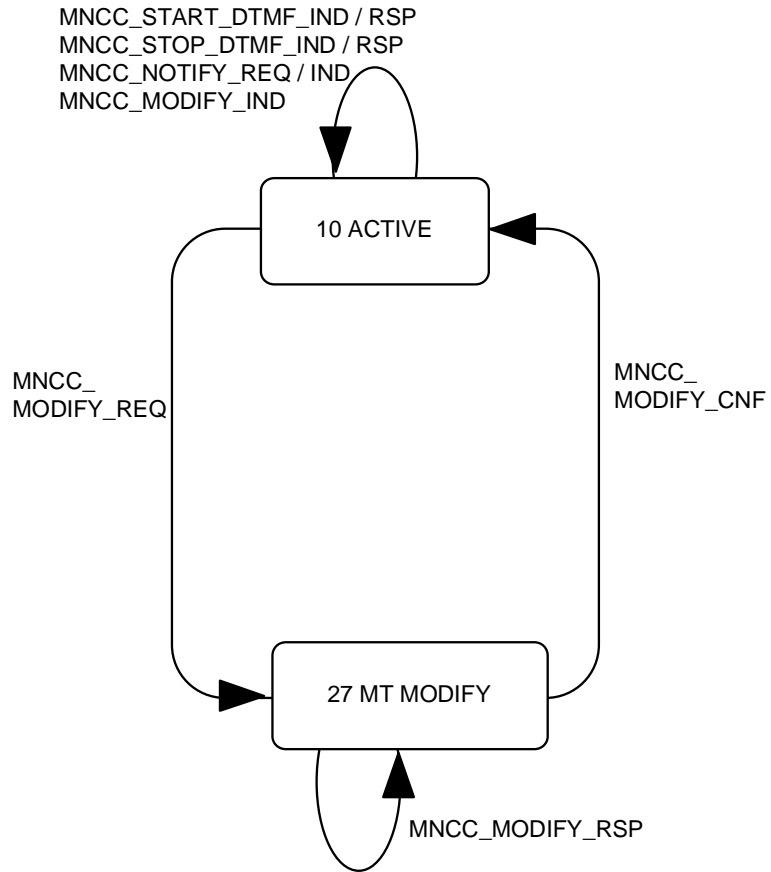 MNCC_START_DTMF_IND / RSP
MNCC_STOP_DTMF_IND / RSP
MNCC_NOTIFY_REQ / IND
MNCC_MODIFY_IND
10 ACTIVE
MNCC_
MODIFY_REQ
MNCC_
MODIFY_CNF
27 MT MODIFY
MNCC_MODIFY_RSP